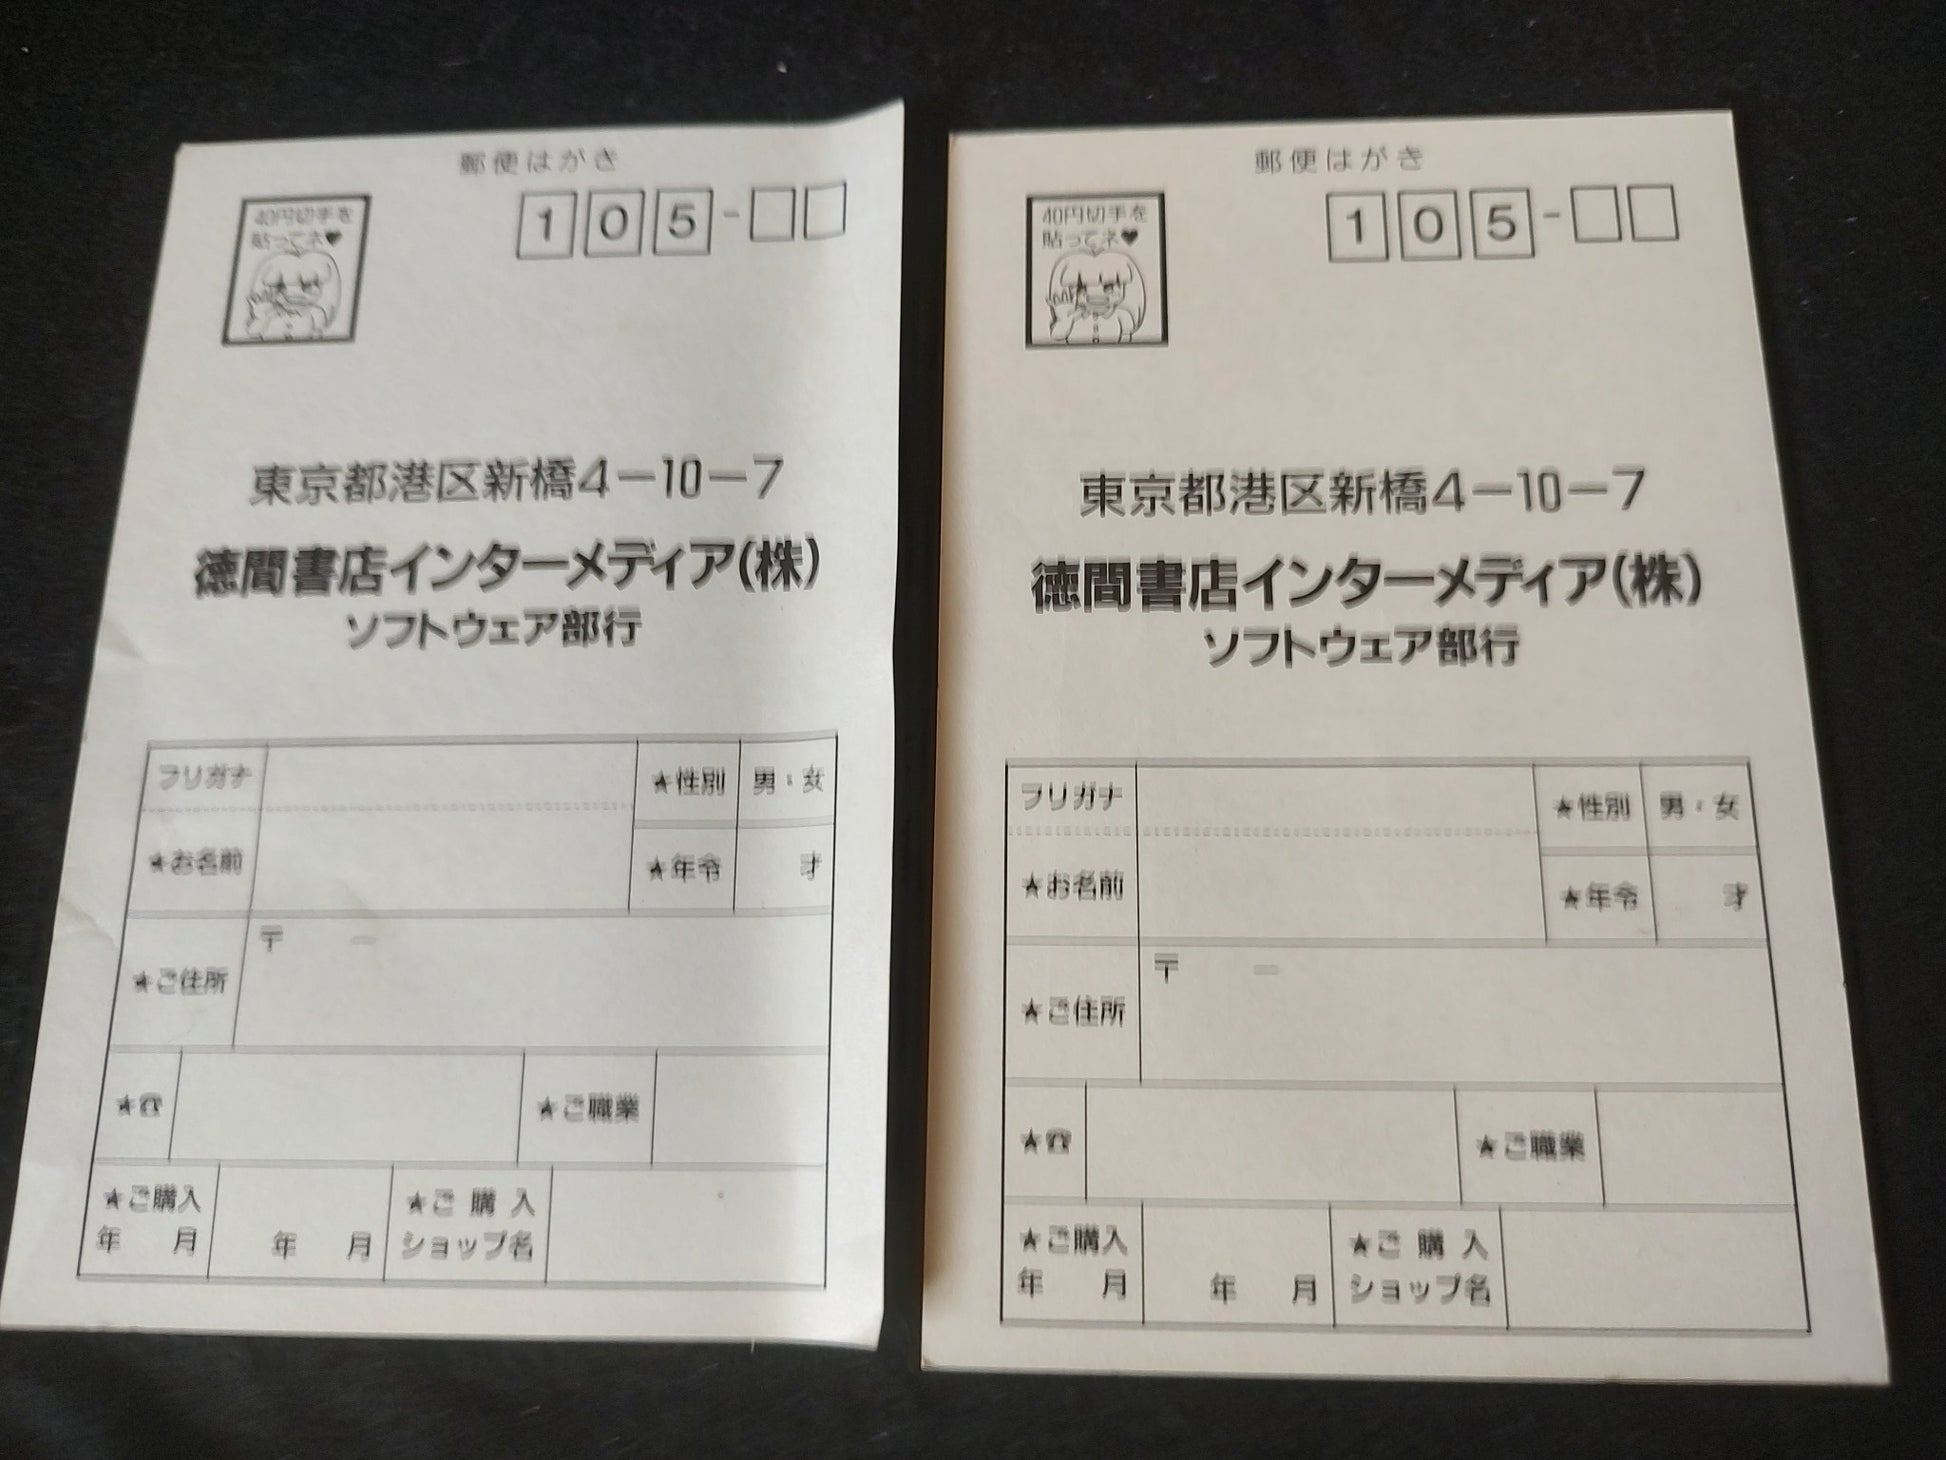 郵便はがき
40円切手を
貼ってネ♥
105-
東京都港区新橋4-10-7
徳間書店インターメディア(株)
ソフトウェア部行
フリガナ
★お名前
★性別 男・女
★年令 才
★ご住所 〒 -
★☎
★ご職業
★ご購入
年 月
年 月
★ご購入
ショップ名
郵便はがき
40円切手を
貼ってネ♥
105-
東京都港区新橋4-10-7
徳間書店インターメディア(株)
ソフトウェア部行
フリガナ
★お名前
★性別 男・女
★年令 才
★ご住所 〒 -
★☎
★ご職業
★ご購入
年 月
年 月
★ご購入
ショップ名